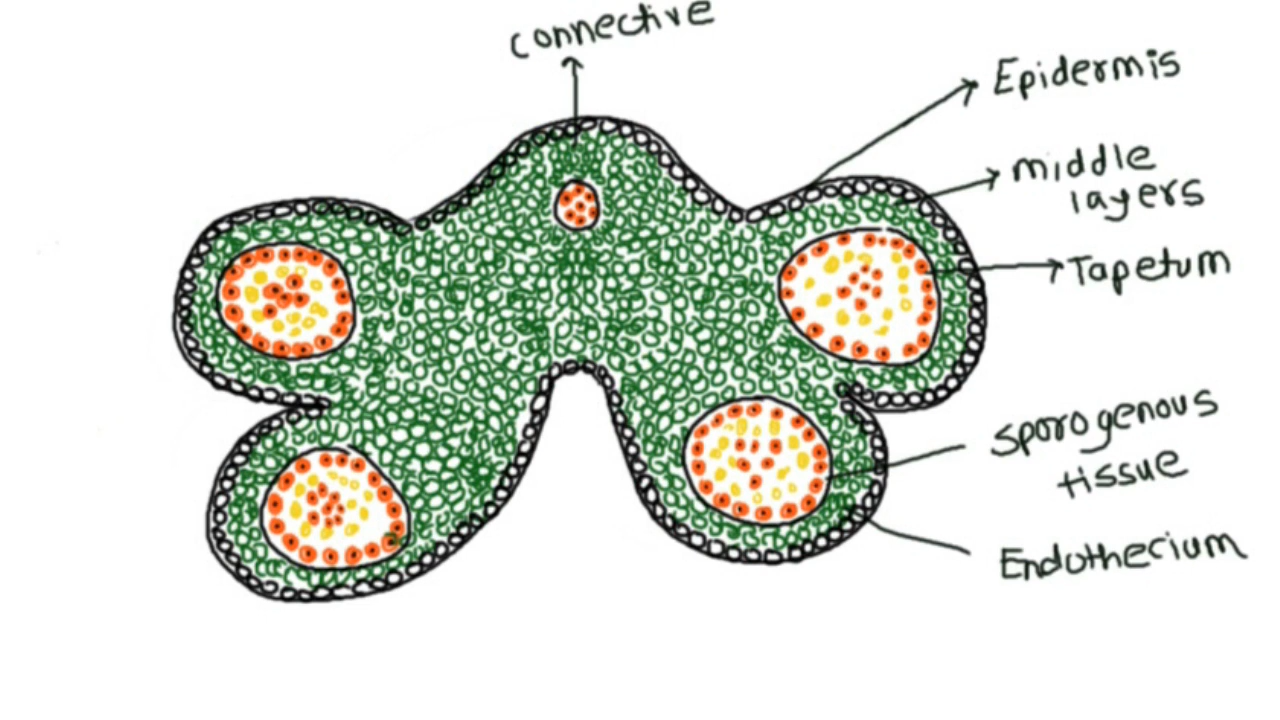 connective
Epidermis
middle
layers
Tapetum
sporogenous
tissue
Endothecium